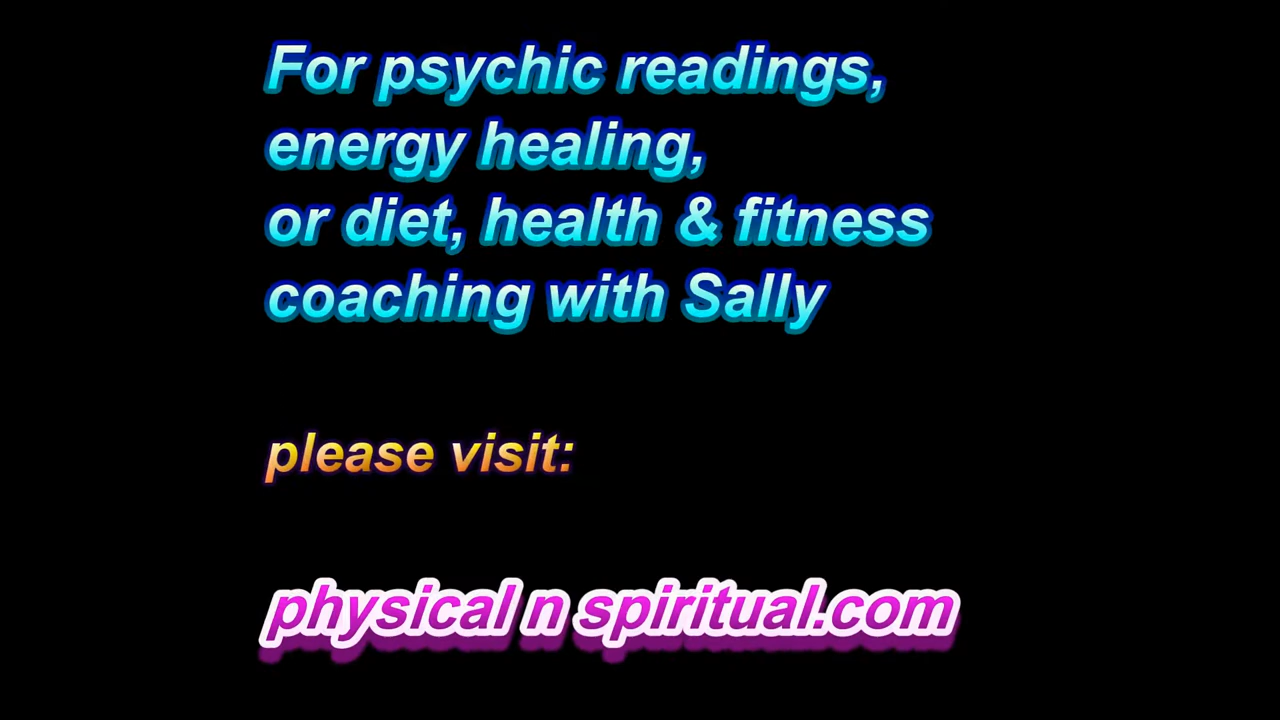 For psychic readings,
energy healing,
or diet, health & fitness
coaching with Sally
please visit:
physical n spiritual.com